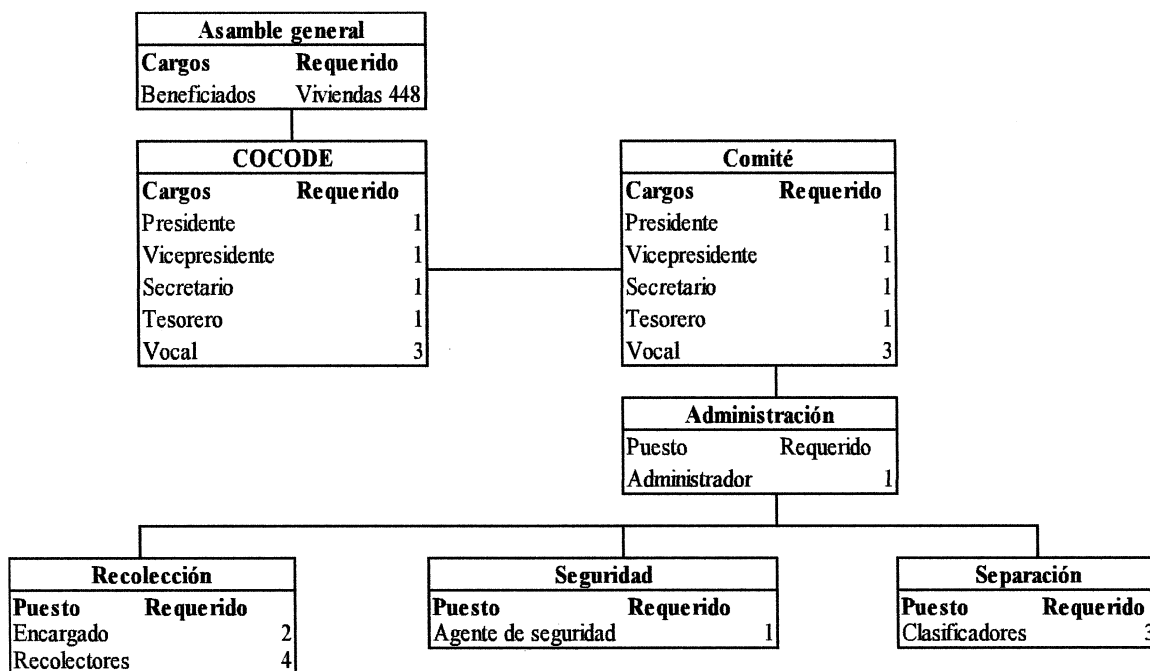 Asamble general
Cargos Requerido
Beneficiados Viviendas 448
COCODE
Cargos Requerido
Presidente 1
Vicepresidente 1
Secretario 1
Tesorero 1
Vocal 3
Comité
Cargos Requerido
Presidente 1
Vicepresidente 1
Secretario 1
Tesorero 1
Vocal 3
Administración
Puesto Requerido
Administrador 1
Recolección
Puesto Requerido
Encargado 2
Recolectores 4
Seguridad
Puesto Requerido
Agente de seguridad 1
Separación
Puesto Requerido
Clasificadores 3